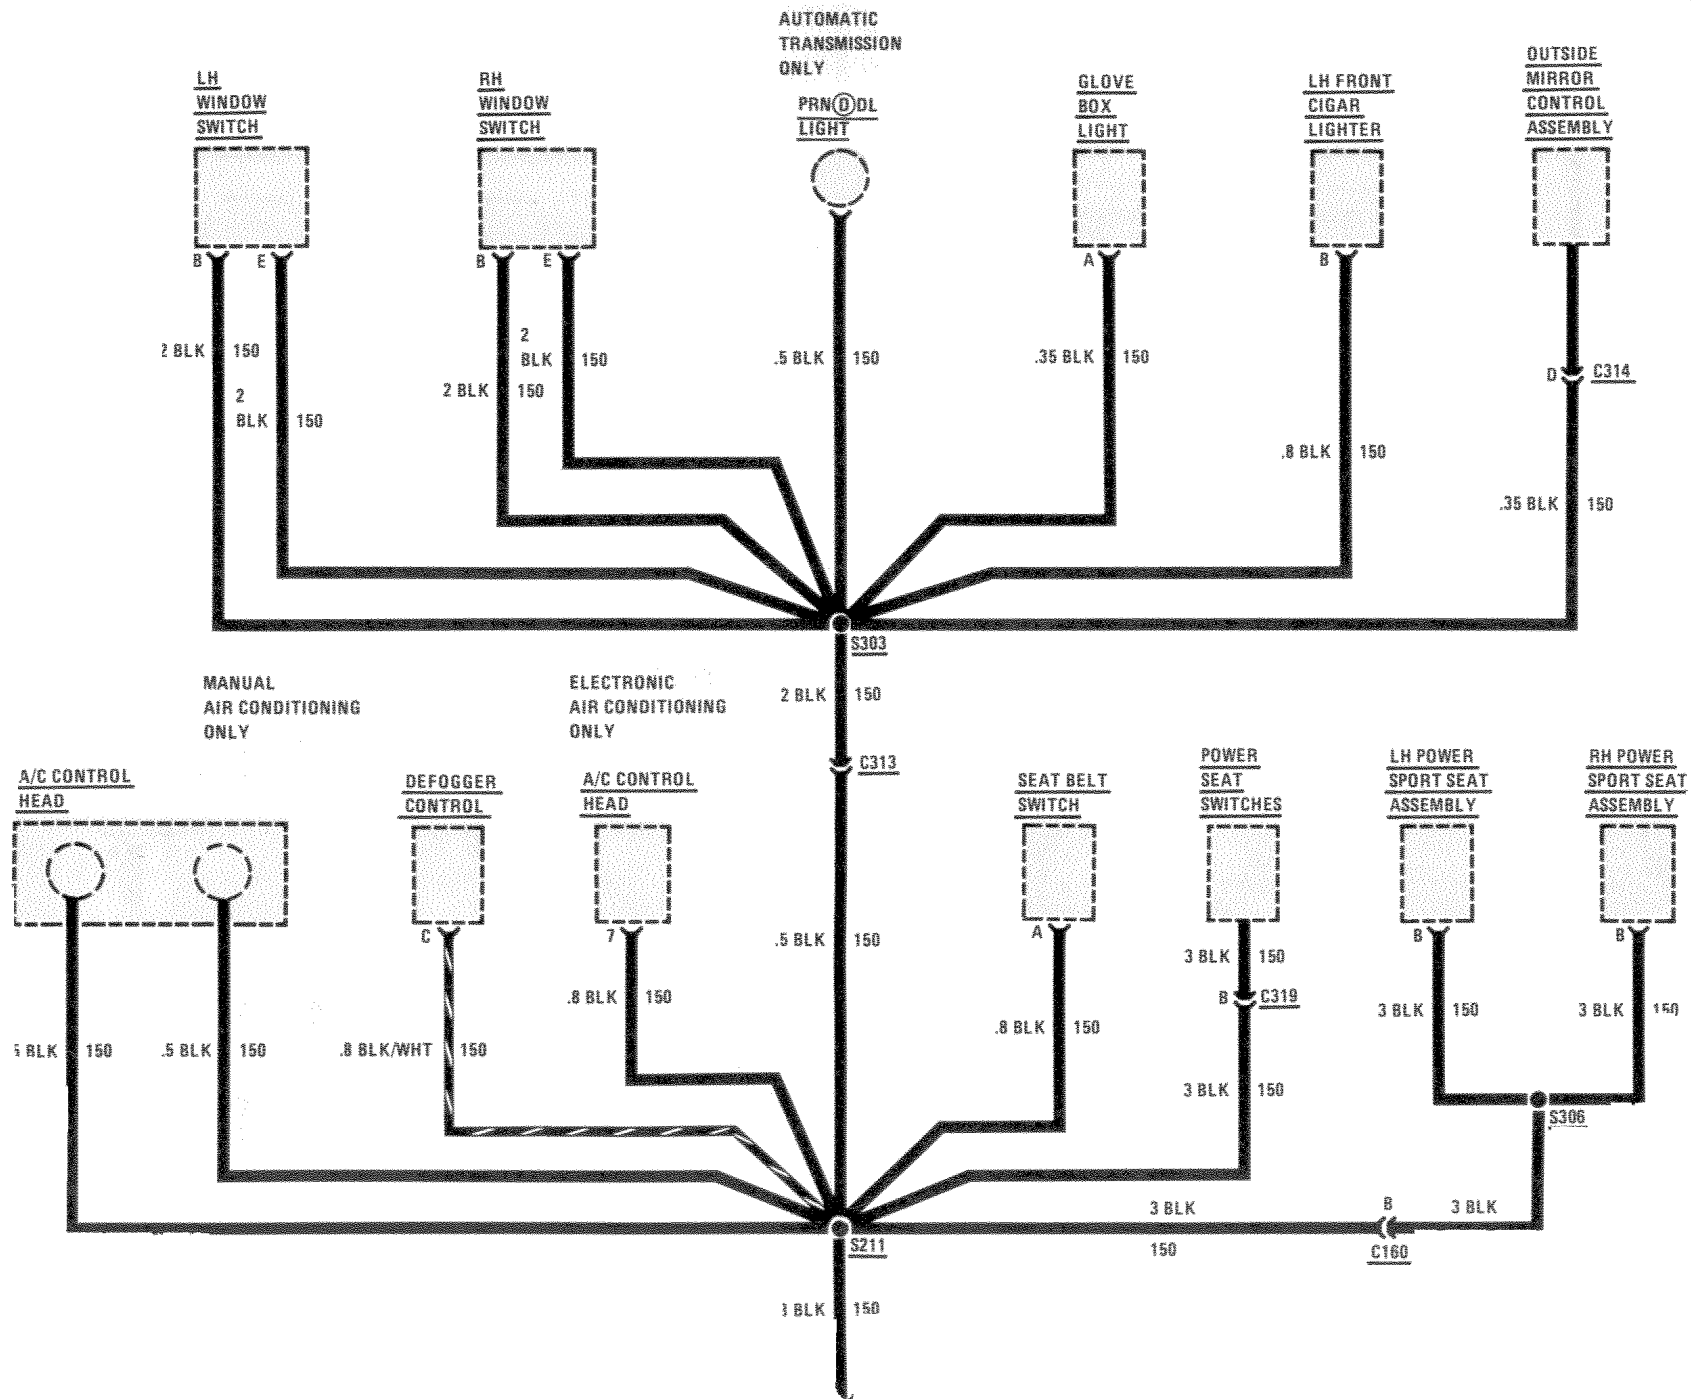 AUTOMATIC
TRANSMISSION
ONLY
LH
WINDOW
SWITCH
RH
WINDOW
SWITCH
PRNⒹDL
LIGHT
GLOVE
BOX
LIGHT
LH FRONT
CIGAR
LIGHTER
OUTSIDE
MIRROR
CONTROL
ASSEMBLY
B E
B E
A
B
2 BLK 150
2
BLK 150
2
BLK 150
2 BLK 150
.5 BLK 150
.35 BLK 150
.8 BLK 150
D C314
.35 BLK 150
S303
2 BLK 150
C313
.5 BLK 150
MANUAL
AIR CONDITIONING
ONLY
ELECTRONIC
AIR CONDITIONING
ONLY
A/C CONTROL
HEAD
DEFOGGER
CONTROL
A/C CONTROL
HEAD
SEAT BELT
SWITCH
POWER
SEAT
SWITCHES
LH POWER
SPORT SEAT
ASSEMBLY
RH POWER
SPORT SEAT
ASSEMBLY
C
7
A
B
B
BLK 150
.5 BLK 150
.8 BLK/WHT 150
.8 BLK 150
.8 BLK 150
3 BLK 150
B C319
3 BLK 150
3 BLK 150
3 BLK 150
S306
3 BLK
150
B
C160
3 BLK
S211
BLK 150